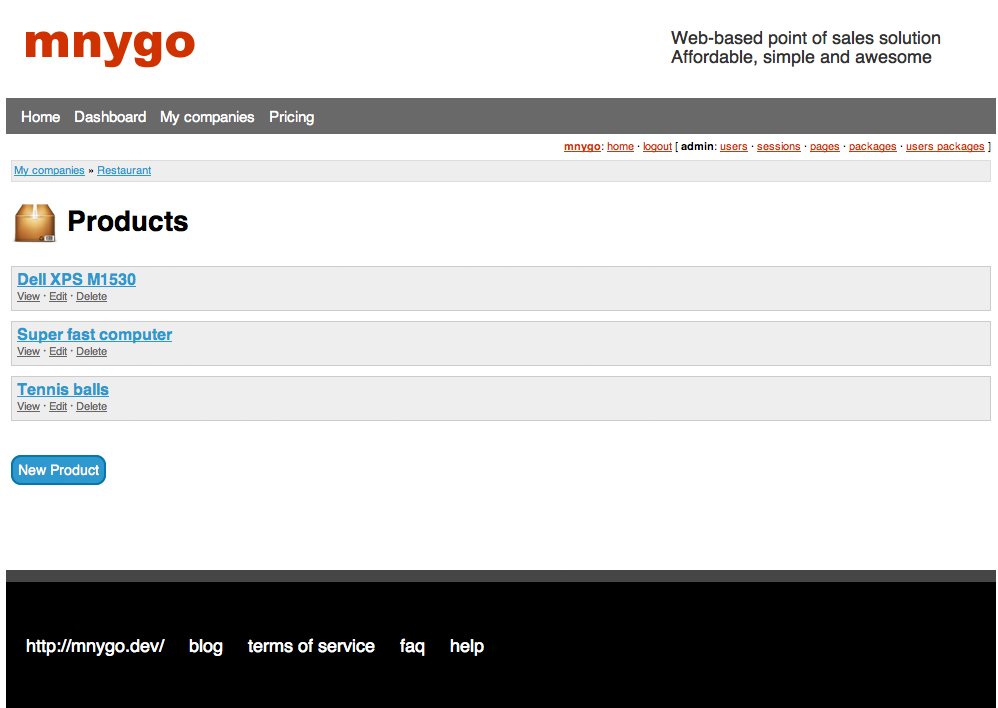 mnygo
Web-based point of sales solution
Affordable, simple and awesome
Home Dashboard My companies Pricing
mnygo: home · logout [ admin: users · sessions · pages · packages · users packages ]
My companies » Restaurant
Products
Dell XPS M1530
View · Edit · Delete
Super fast computer
View · Edit · Delete
Tennis balls
View · Edit · Delete
New Product
http://mnygo.dev/ blog terms of service faq help